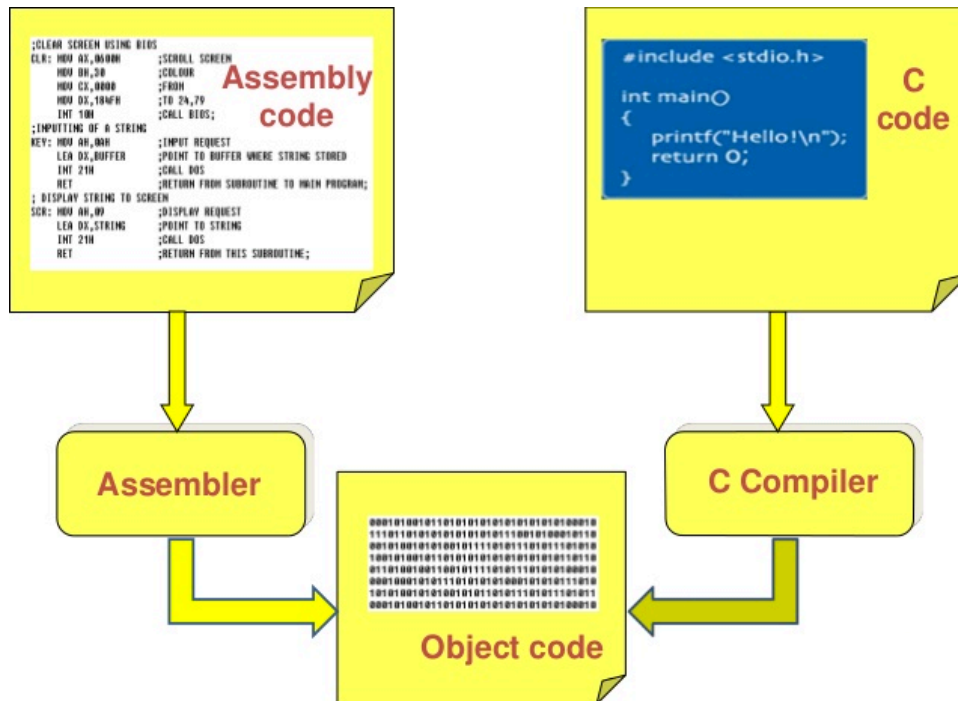 ;CLEAR SCREEN USING BIOS
CLR: MOV AX,0600H ;SCROLL SCREEN
MOV BH,30 ;COLOUR
MOV CX,0000 ;FROM
MOV DX,184FH ;TO 24,79
INT 10H ;CALL BIOS;
;INPUTTING OF A STRING
KEY: MOV AH,0AH ;INPUT REQUEST
LEA DX,BUFFER ;POINT TO BUFFER WHERE STRING STORED
INT 21H ;CALL DOS
RET ;RETURN FROM SUBROUTINE TO MAIN PROGRAM;
; DISPLAY STRING TO SCREEN
SCR: MOV AH,09 ;DISPLAY REQUEST
LEA DX,STRING ;POINT TO STRING
INT 21H ;CALL DOS
RET ;RETURN FROM THIS SUBROUTINE;
Assembly
code
#include <stdio.h>
int main()
{
printf("Hello!\n");
return 0;
}
C
code
Assembler
C Compiler
Object code